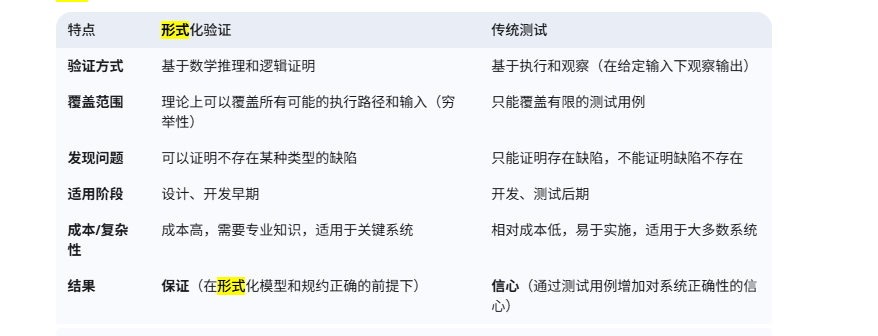 特点 形式化验证 传统测试
验证方式 基于数学推理和逻辑证明 基于执行和观察（在给定输入下观察输出）
覆盖范围 理论上可以覆盖所有可能的执行路径和输入（穷 只能覆盖有限的测试用例
举性）
发现问题 可以证明不存在某种类型的缺陷 只能证明存在缺陷，不能证明缺陷不存在
适用阶段 设计、开发早期 开发、测试后期
成本/复杂 成本高，需要专业知识，适用于关键系统 相对成本低，易于实施，适用于大多数系统
性
结果 保证（在形式化模型和规约正确的前提下） 信心（通过测试用例增加对系统正确性的信
心）